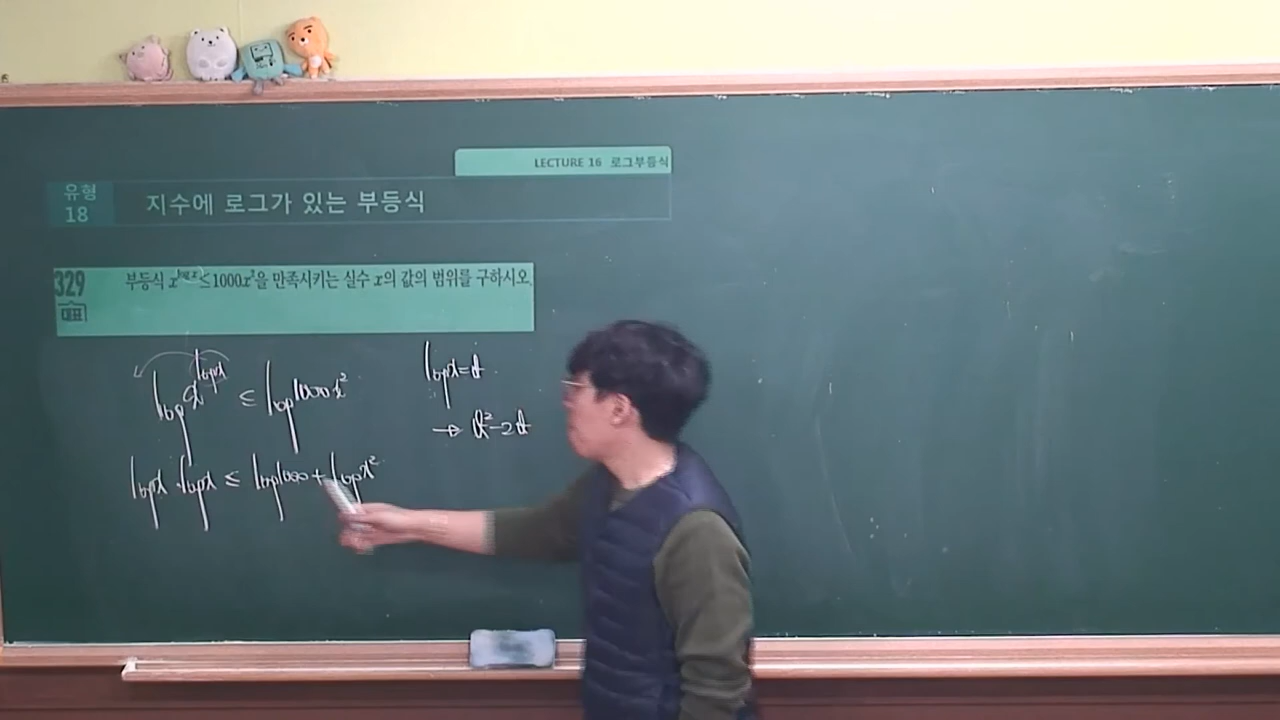 LECTURE 16 로그부등식
유형
18
지수에 로그가 있는 부등식
329
대표
부등식 x^{log x}≤1000x²을 만족시키는 실수 x의 값의 범위를 구하시오.
log x^{log x} ≤ log 1000x²
log x · log x ≤ log 1000 + log x²
log x = t
→ t² - 2t